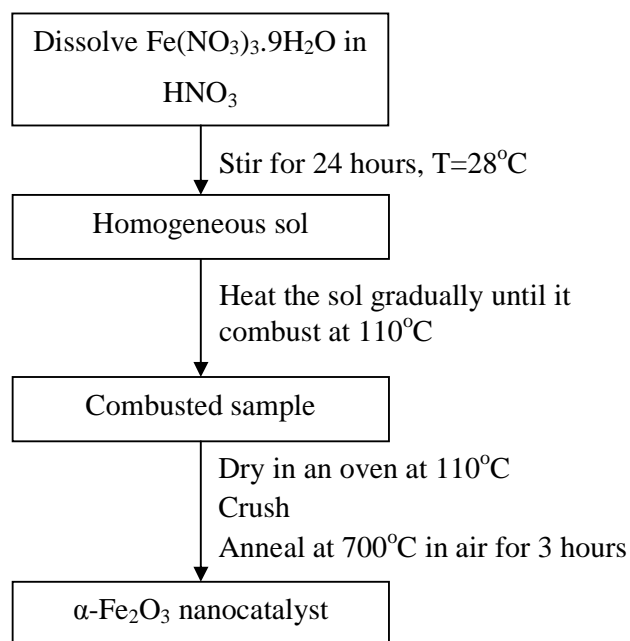 Dissolve Fe(NO₃)₃.9H₂O in
HNO₃
Stir for 24 hours, T=28°C
Homogeneous sol
Heat the sol gradually until it
combust at 110°C
Combusted sample
Dry in an oven at 110°C
Crush
Anneal at 700°C in air for 3 hours
α-Fe₂O₃ nanocatalyst